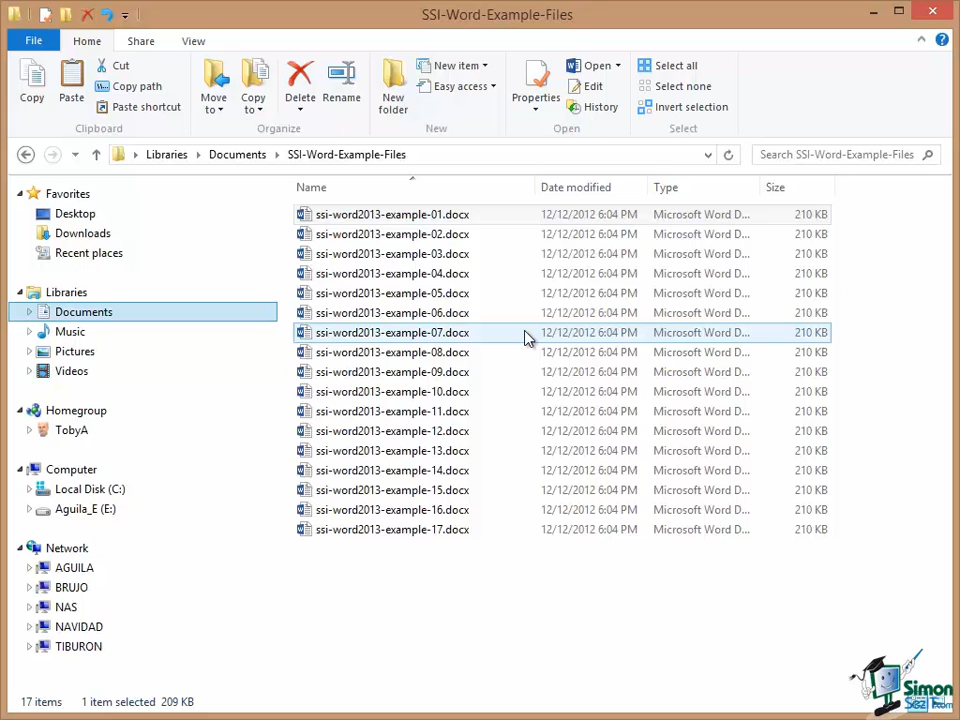 SSI-Word-Example-Files
File Home Share View
Copy
Paste
Cut
Copy path
Paste shortcut
Clipboard
Move to
Copy to
Delete
Rename
Organize
New folder
New item
Easy access
New
Properties
Open
Edit
History
Open
Select all
Select none
Invert selection
Select
Libraries Documents SSI-Word-Example-Files
Search SSI-Word-Example-Files
Favorites
Desktop
Downloads
Recent places
Libraries
Documents
Music
Pictures
Videos
Homegroup
TobyA
Computer
Local Disk (C:)
Aguila_E (E:)
Network
AGUILA
BRUJO
NAS
NAVIDAD
TIBURON
Name Date modified Type Size
ssi-word2013-example-01.docx 12/12/2012 6:04 PM Microsoft Word D... 210 KB
ssi-word2013-example-02.docx 12/12/2012 6:04 PM Microsoft Word D... 210 KB
ssi-word2013-example-03.docx 12/12/2012 6:04 PM Microsoft Word D... 210 KB
ssi-word2013-example-04.docx 12/12/2012 6:04 PM Microsoft Word D... 210 KB
ssi-word2013-example-05.docx 12/12/2012 6:04 PM Microsoft Word D... 210 KB
ssi-word2013-example-06.docx 12/12/2012 6:04 PM Microsoft Word D... 210 KB
ssi-word2013-example-07.docx 12/12/2012 6:04 PM Microsoft Word D... 210 KB
ssi-word2013-example-08.docx 12/12/2012 6:04 PM Microsoft Word D... 210 KB
ssi-word2013-example-09.docx 12/12/2012 6:04 PM Microsoft Word D... 210 KB
ssi-word2013-example-10.docx 12/12/2012 6:04 PM Microsoft Word D... 210 KB
ssi-word2013-example-11.docx 12/12/2012 6:04 PM Microsoft Word D... 210 KB
ssi-word2013-example-12.docx 12/12/2012 6:04 PM Microsoft Word D... 210 KB
ssi-word2013-example-13.docx 12/12/2012 6:04 PM Microsoft Word D... 210 KB
ssi-word2013-example-14.docx 12/12/2012 6:04 PM Microsoft Word D... 210 KB
ssi-word2013-example-15.docx 12/12/2012 6:04 PM Microsoft Word D... 210 KB
ssi-word2013-example-16.docx 12/12/2012 6:04 PM Microsoft Word D... 210 KB
ssi-word2013-example-17.docx 12/12/2012 6:04 PM Microsoft Word D... 210 KB
17 items 1 item selected 209 KB
Simon